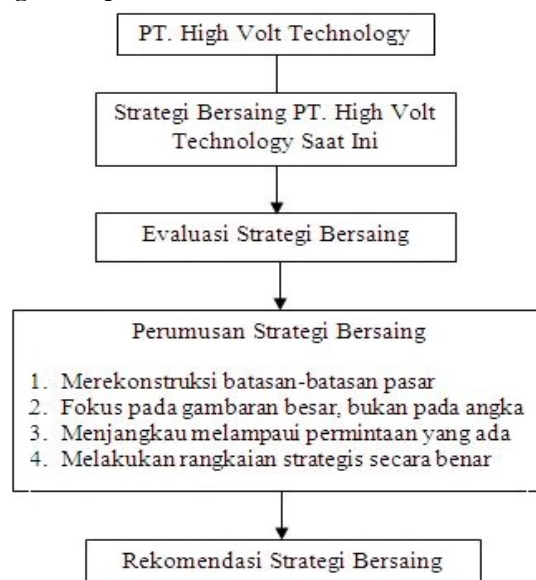 PT. High Volt Technology
Strategi Bersaing PT. High Volt
Technology Saat Ini
Evaluasi Strategi Bersaing
Perumusan Strategi Bersaing
1. Merekonstruksi batasan-batasan pasar
2. Fokus pada gambaran besar, bukan pada angka
3. Menjangkau melampaui permintaan yang ada
4. Melakukan rangkaian strategis secara benar
Rekomendasi Strategi Bersaing